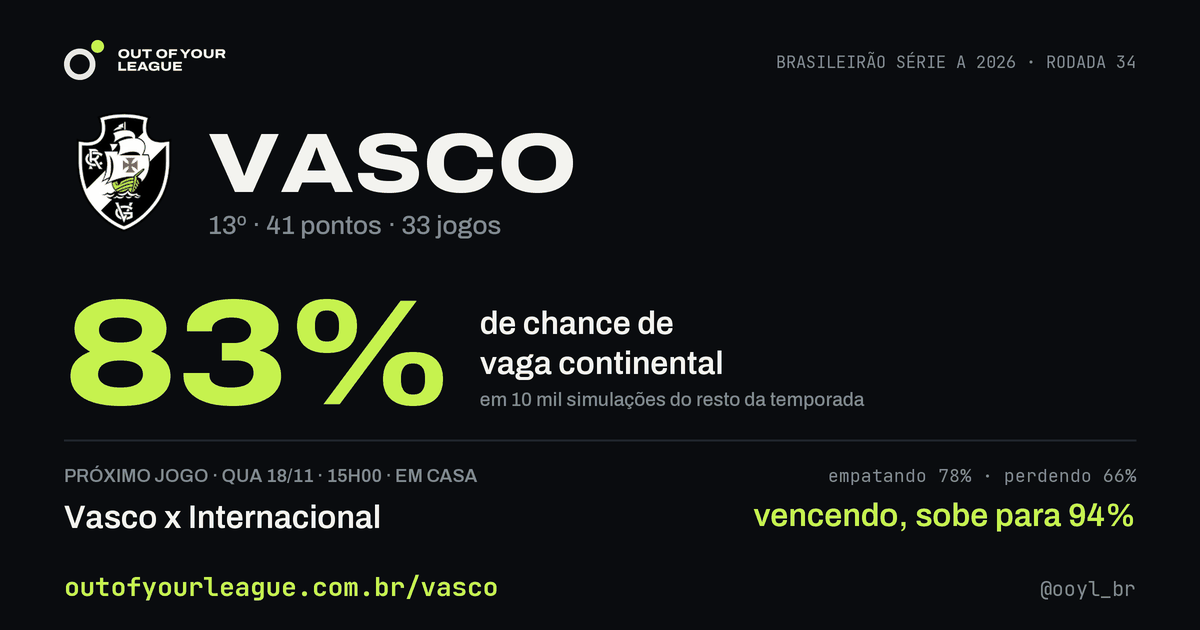 OUT OF YOUR
LEAGUE
BRASILEIRÃO SÉRIE A 2026 · RODADA 34
VASCO
13º · 41 pontos · 33 jogos
83%
de chance de
vaga continental
em 10 mil simulações do resto da temporada
PRÓXIMO JOGO · QUA 18/11 · 15H00 · EM CASA
Vasco x Internacional
empatando 78% · perdendo 66%
vencendo, sobe para 94%
outofyourleague.com.br/vasco
@ooyl_br